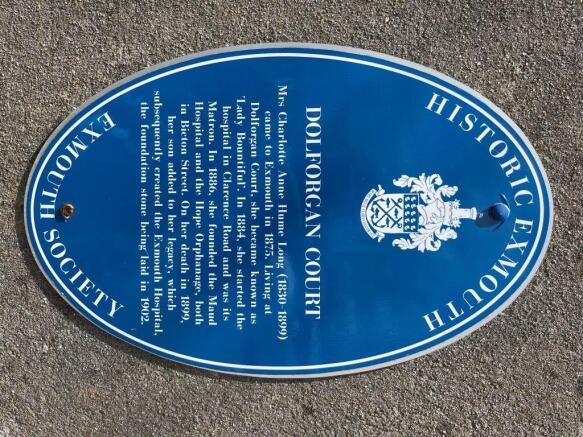 HISTORIC EXMOUTH
DOLFORGAN COURT
Mrs Charlotte Anne Hume Long (1830-1899)
came to Exmouth in 1875. Living at
Dolforgan Court, she became known as
'Lady Bountiful'. In 1884, she started the
hospital in Clarence Road and was its
Matron. In 1886, she founded the Maud
Hospital and the Hope Orphanage, both
in Bicton Street. On her death in 1899,
her son added to her legacy, which
subsequently created the Exmouth Hospital,
the foundation stone being laid in 1902.
EXMOUTH SOCIETY